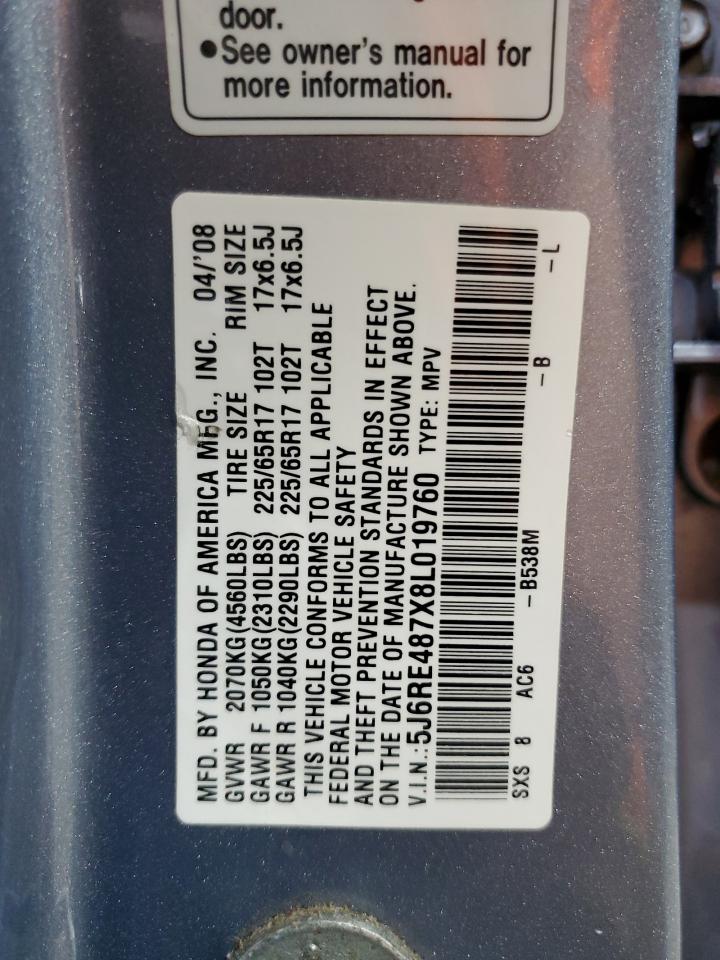 door.
●See owner's manual for
more information.
MFD. BY HONDA OF AMERICA MFG., INC. 04/'08
GVWR 2070KG(4560LBS) TIRE SIZE RIM SIZE
GAWR F 1050KG(2310LBS) 225/65R17 102T 17x6.5J
GAWR R 1040KG(2290LBS) 225/65R17 102T 17x6.5J
THIS VEHICLE CONFORMS TO ALL APPLICABLE
FEDERAL MOTOR VEHICLE SAFETY
AND THEFT PREVENTION STANDARDS IN EFFECT
ON THE DATE OF MANUFACTURE SHOWN ABOVE.
V.I.N.:5J6RE487X8L019760 TYPE: MPV
SXS 8 AC6 -B538M -B -L